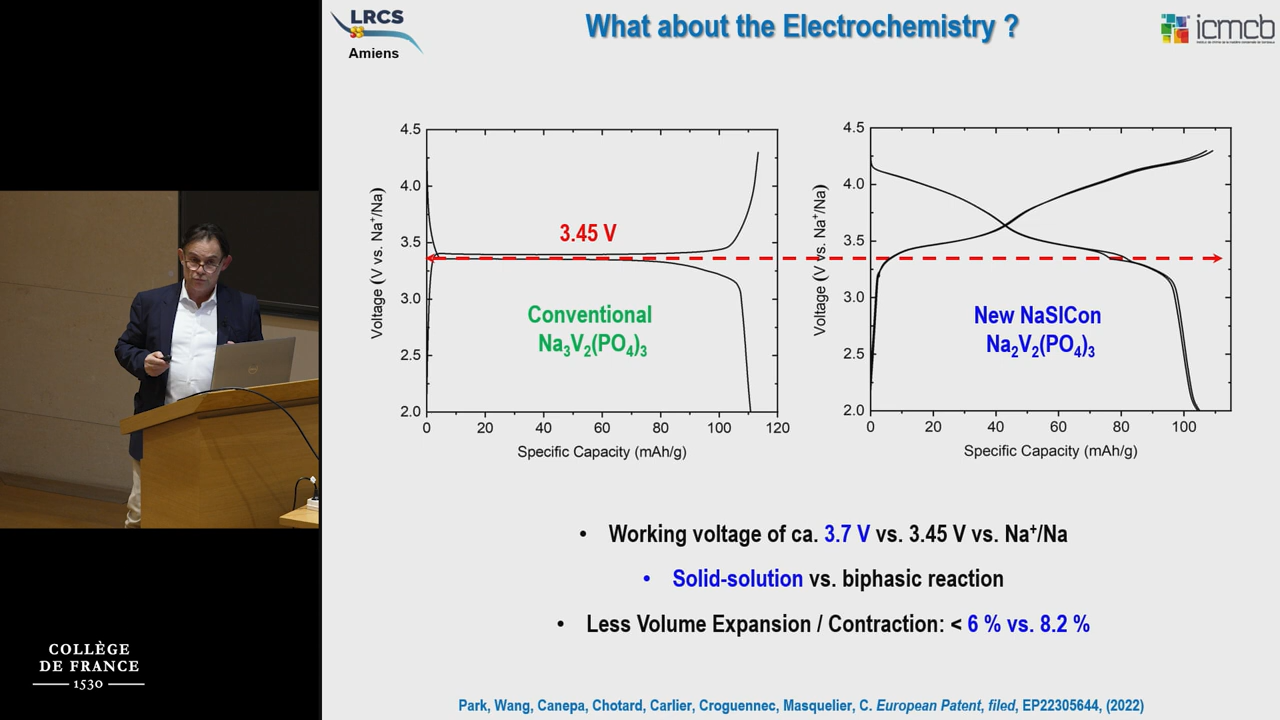 LRCS
Amiens
What about the Electrochemistry ?
icmcb
4.5
4.0
3.5
3.0
2.5
2.0
Voltage (V vs. Na⁺/Na)
3.45 V
Conventional
Na₃V₂(PO₄)₃
0 20 40 60 80 100 120
Specific Capacity (mAh/g)
4.5
4.0
3.5
3.0
2.5
2.0
Voltage (V vs. Na⁺/Na)
New NaSICon
Na₂V₂(PO₄)₃
0 20 40 60 80 100
Specific Capacity (mAh/g)
• Working voltage of ca. 3.7 V vs. 3.45 V vs. Na⁺/Na
• Solid-solution vs. biphasic reaction
• Less Volume Expansion / Contraction: < 6 % vs. 8.2 %
Park, Wang, Canepa, Chotard, Carlier, Croguennec, Masquelier, C. European Patent, filed, EP22305644, (2022)
COLLÈGE
DE FRANCE
1530